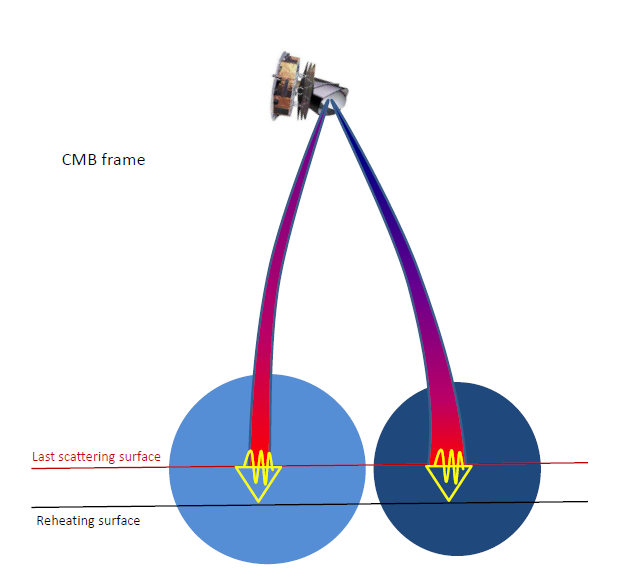 CMB frame
Last scattering surface
Reheating surface